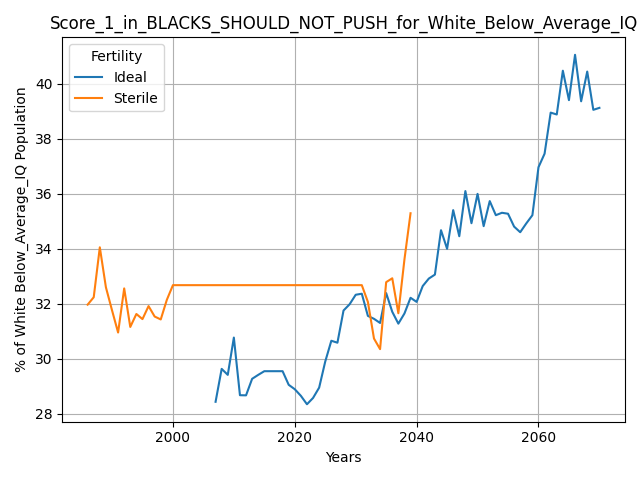 Score_1_in_BLACKS_SHOULD_NOT_PUSH_for_White_Below_Average_IQ
Fertility
Ideal
Sterile
% of White Below_Average_IQ Population
40
38
36
34
32
30
28
2000
2020
2040
2060
Years